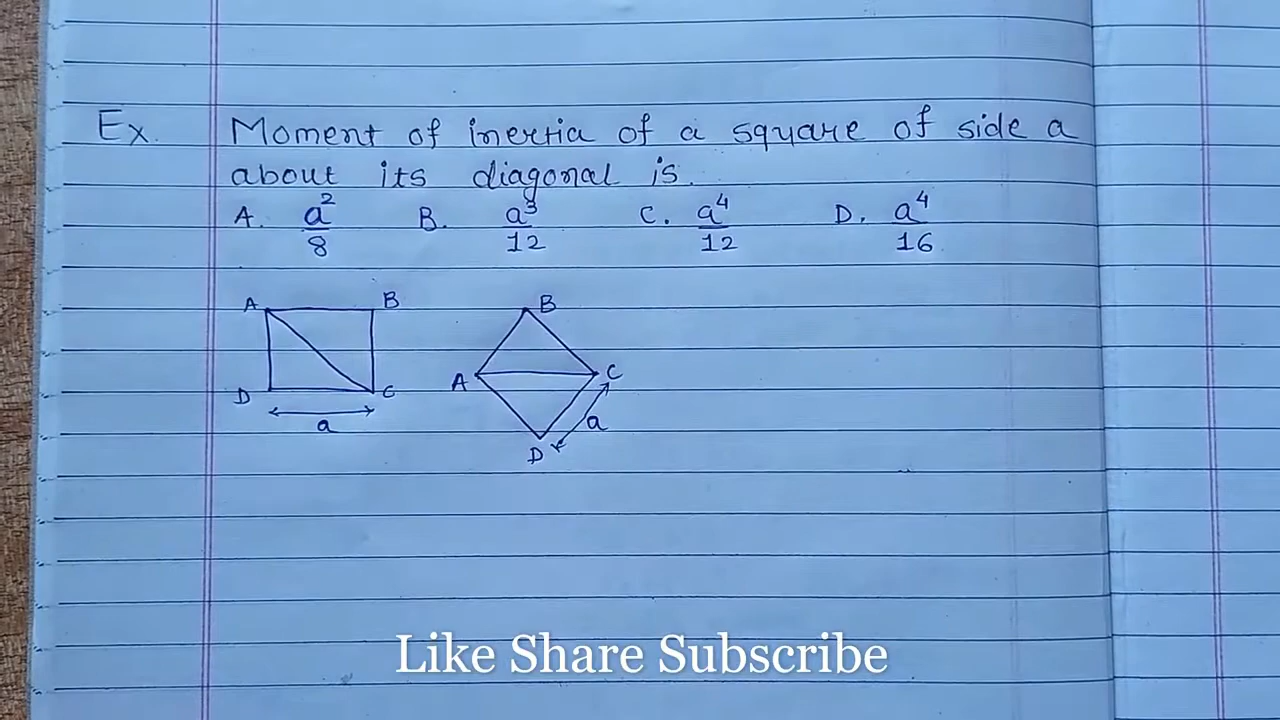 Ex. Moment of inertia of a square of side a
about its diagonal is.
A. a²/8 B. a³/12 C. a⁴/12 D. a⁴/16
A B B
A C
D C
a a
D
Like Share Subscribe